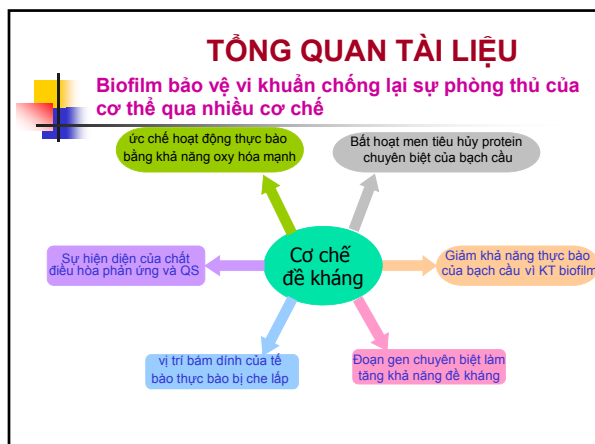 TỔNG QUAN TÀI LIỆU
Biofilm bảo vệ vi khuẩn chống lại sự phòng thủ của
cơ thể qua nhiều cơ chế
ức chế hoạt động thực bào
bằng khả năng oxy hóa mạnh
Bất hoạt men tiêu hủy protein
chuyên biệt của bạch cầu
Sự hiện diện của chất
điều hòa phản ứng và QS
Cơ chế
đề kháng
Giảm khả năng thực bào
của bạch cầu vì KT biofilm
vị trí bám dính của tế
bào thực bào bị che lấp
Đoạn gen chuyên biệt làm
tăng khả năng đề kháng